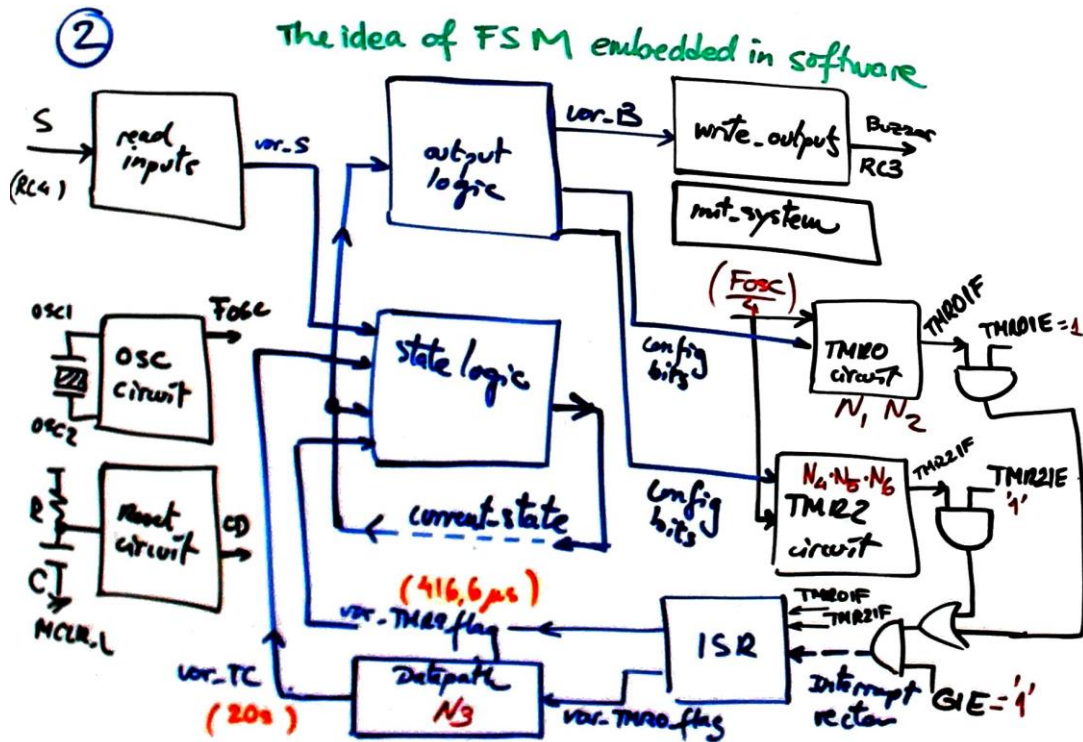 2
The idea of FSM embedded in software
S
(RC4)
read
inputs
var_S
output
logic
var_B
write_outputs
Buzzer
RC3
init_system
OSC1
OSC2
OSC
circuit
Fosc
state logic
current_state
config
bits
config
bits
(Fosc/4)
TMR0
circuit
N1 N2
TMR0IF
TMR0IE=1
N4·N5·N6
TMR2
circuit
TMR2IF
TMR2IE
'1'
R
C
MCLR_L
Reset
circuit
CD
(416,6 µs)
var_TMR2_flag
var_TC
(20s)
Datapath
N3
var_TMR0_flag
ISR
TMR0IF
TMR2IF
Interrupt
vector
GIE='1'